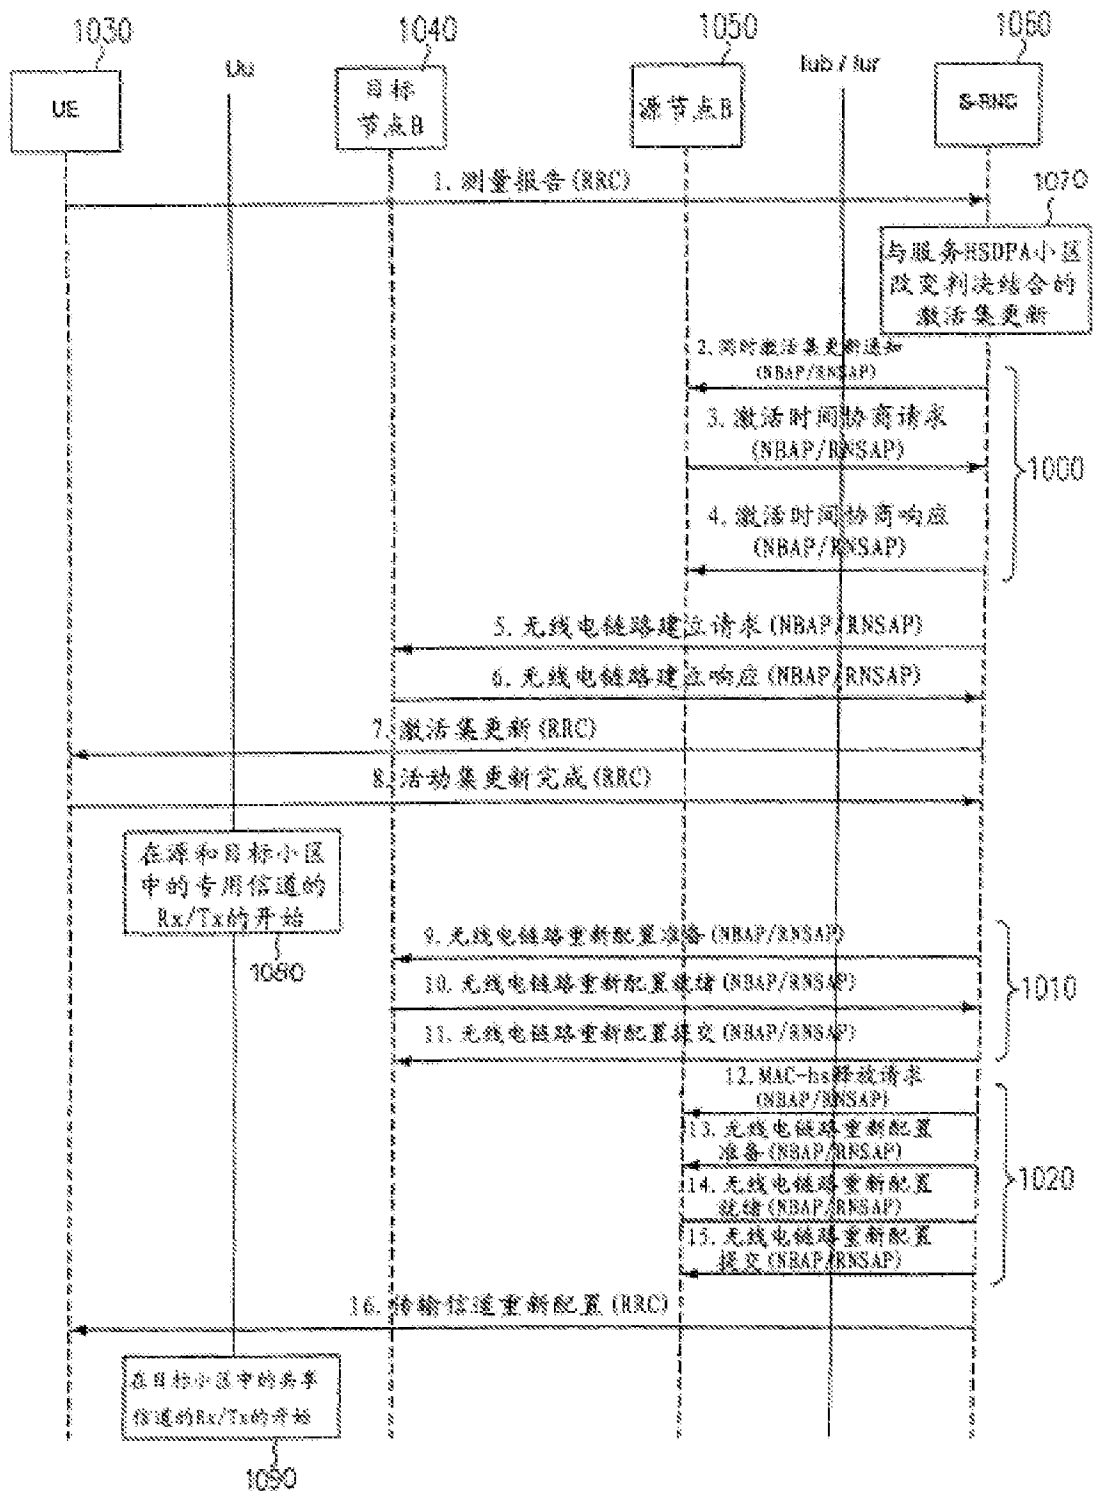 1030
1040
1050
1060
UE
Uu
目标
节点B
源节点B
Iub / Iur
S-RNC
1. 测量报告(RRC)
1070
与服务HSDPA小区
改变判决结合的
激活集更新
2. 同时激活集更新通知
(NBAP/RNSAP)
3. 激活时间协商请求
(NBAP/RNSAP)
4. 激活时间协商响应
(NBAP/RNSAP)
1000
5. 无线电链路建立请求(NBAP/RNSAP)
6. 无线电链路建立响应(NBAP/RNSAP)
7. 激活集更新(RRC)
8. 活动集更新完成(RRC)
在源和目标小区
中的专用信道的
Rx/Tx的开始
1080
9. 无线电链路重新配置准备(NBAP/RNSAP)
10. 无线电链路重新配置就绪(NBAP/RNSAP)
11. 无线电链路重新配置提交(NBAP/RNSAP)
1010
12. MAC-hs释放请求
(NBAP/RNSAP)
13. 无线电链路重新配置
准备(NBAP/RNSAP)
14. 无线电链路重新配置
就绪(NBAP/RNSAP)
15. 无线电链路重新配置
提交(NBAP/RNSAP)
1020
16. 传输信道重新配置(RRC)
在目标小区中的共享
信道的Rx/Tx的开始
1090